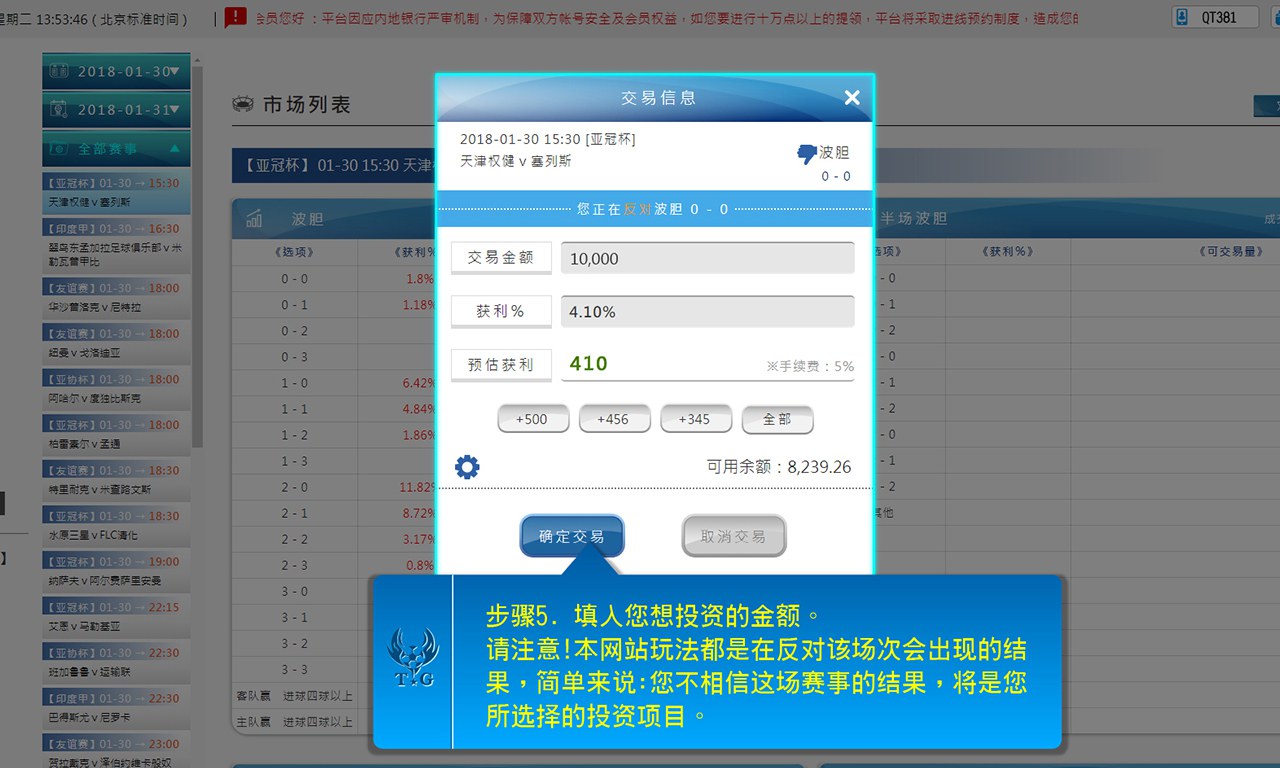 星期二 13:53:46 ( 北京标准时间 )
会员您好 ：平台因应内地银行严审机制，为保障双方帐号安全及会员权益，如您要进行十万点以上的提领，平台将采取进线预约制度，造成您的
QT381
2018-01-30
2018-01-31
全部赛事
【亚冠杯】01-30 → 15:30
天津权健 v 塞列斯
【印度甲】01-30 → 16:30
翠鸟东孟加拉足球俱乐部 v 米
勒瓦普甲比
【友谊赛】01-30 → 18:00
华沙普洛克 v 尼特拉
【友谊赛】01-30 → 18:00
纽曼 v 戈洛迪亚
【亚协杯】01-30 → 18:00
阿哈尔 v 度独比斯克
【亚冠杯】01-30 → 18:00
柏雷素尔 v 孟通
【友谊赛】01-30 → 18:30
特里耐克 v 米查路文斯
【亚冠杯】01-30 → 18:30
水原三星 v FLC清化
【亚冠杯】01-30 → 19:00
纳萨夫 v 阿尔费萨里安曼
【亚冠杯】01-30 → 22:15
艾恩 v 马勒基亚
【亚协杯】01-30 → 22:30
班加鲁鲁 v 运输联
【印度甲】01-30 → 22:30
巴得斯尤 v 尼罗卡
【友谊赛】01-30 → 23:00
贺拉戴克 v 泽伯约维卡般奴
市场列表
【亚冠杯】 01-30 15:30 天津
波胆
《选项》 《获利%
0 - 0 1.8%
0 - 1 1.18%
0 - 2
0 - 3
1 - 0 6.42%
1 - 1 4.84%
1 - 2 1.86%
1 - 3
2 - 0 11.82
2 - 1 8.72%
2 - 2 3.17%
2 - 3 0.8%
3 - 0
3 - 1
3 - 2
3 - 3
客队赢 进球四球以上
主队赢 进球四球以上
半场波胆
选项》 《获利%》 《可交易量》
- 0
- 1
- 2
- 0
- 1
- 2
- 0
- 1
- 2
其他
交易信息
2018-01-30 15:30 [亚冠杯]
天津权健 v 塞列斯
波胆
0 - 0
您正在反对波胆 0 - 0
交易金额 10,000
获利% 4.10%
预估获利 410 ※手续费：5%
+500 +456 +345 全部
可用余额：8,239.26
确定交易 取消交易
步骤5. 填入您想投资的金额。
请注意!本网站玩法都是在反对该场次会出现的结
果，简单来说:您不相信这场赛事的结果，将是您
所选择的投资项目。
T★G